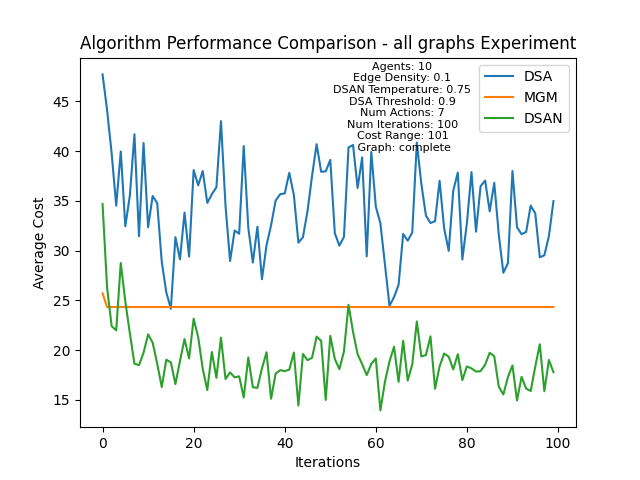 Algorithm Performance Comparison - all graphs Experiment
Agents: 10
Edge Density: 0.1
DSAN Temperature: 0.75
DSA Threshold: 0.9
Num Actions: 7
Num Iterations: 100
Cost Range: 101
Graph: complete
DSA
MGM
DSAN
Average Cost
45
40
35
30
25
20
15
0 20 40 60 80 100
Iterations